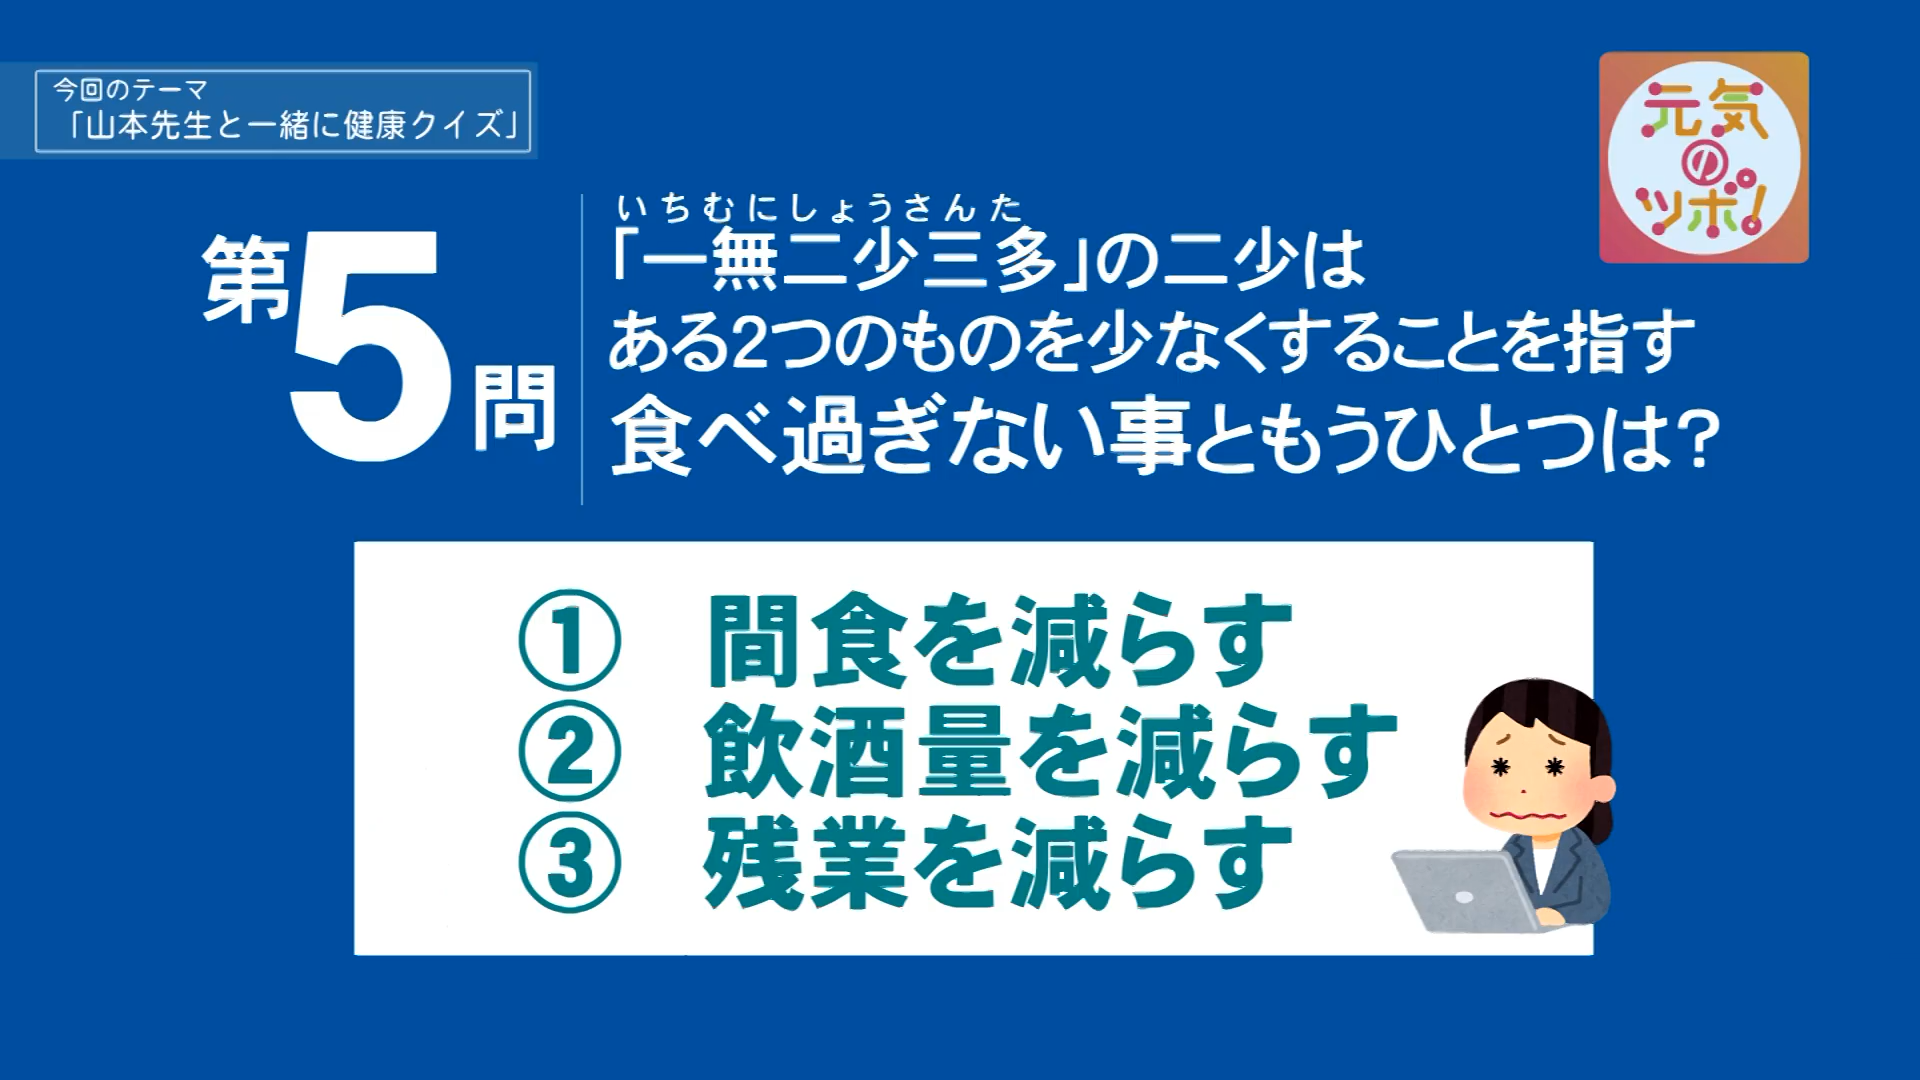 今回のテーマ
「山本先生と一緒に健康クイズ」
元気
の
ツボ!
第5問
いちむにしょうさんた
「一無二少三多」の二少は
ある2つのものを少なくすることを指す
食べ過ぎない事ともうひとつは?
① 間食を減らす
② 飲酒量を減らす
③ 残業を減らす